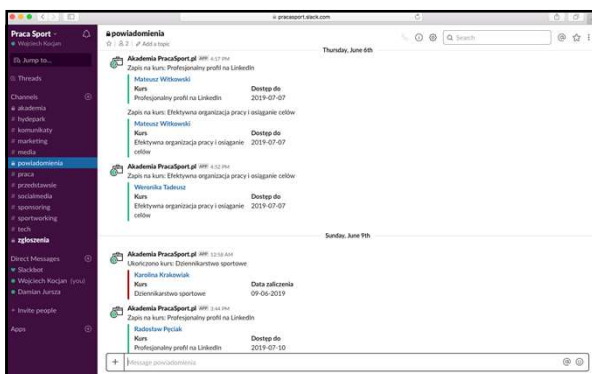 pracasport.slack.com
Praca Sport
Wojciech Kocjan
Jump to...
Threads
Channels
akademia
# hydepark
# komunikaty
# marketing
# media
powiadomienia
# praca
# przedstawsie
# socialmedia
# sponsoring
# sportworking
# tech
zgloszenia
Direct Messages
Slackbot
Wojciech Kocjan (you)
Damian Jursza
+ Invite people
Apps
powiadomienia
2 | Add a topic
Search
Thursday, June 6th
Akademia PracaSport.pl APP 4:17 PM
Zapis na kurs: Profesjonalny profil na LinkedIn
Mateusz Witkowski
Kurs Dostęp do
Profesjonalny profil na LinkedIn 2019-07-07
Zapis na kurs: Efektywna organizacja pracy i osiąganie celów
Mateusz Witkowski
Kurs Dostęp do
Efektywna organizacja pracy i osiąganie 2019-07-07
celów
Akademia PracaSport.pl APP 4:32 PM
Zapis na kurs: Efektywna organizacja pracy i osiąganie celów
Weronika Tadeusz
Kurs Dostęp do
Efektywna organizacja pracy i osiąganie 2019-07-07
celów
Sunday, June 9th
Akademia PracaSport.pl APP 12:58 AM
Ukończono kurs: Dziennikarstwo sportowe
Karolina Krakowiak
Kurs Data zaliczenia
Dziennikarstwo sportowe 09-06-2019
Akademia PracaSport.pl APP 3:44 PM
Zapis na kurs: Profesjonalny profil na LinkedIn
Radosław Pęciak
Kurs Dostęp do
Profesjonalny profil na LinkedIn 2019-07-10
Message powiadomienia